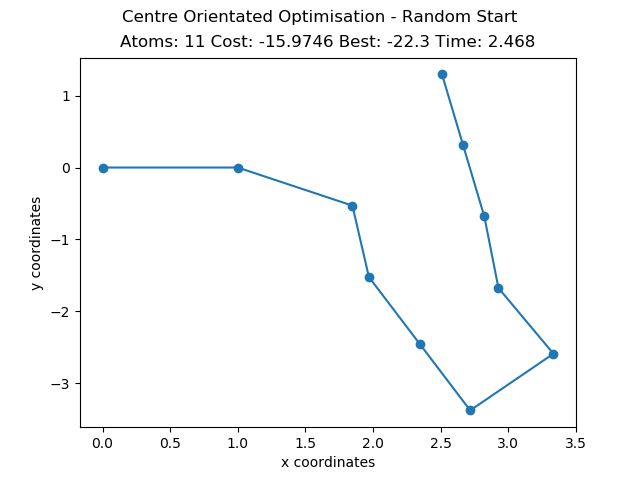 Centre Orientated Optimisation - Random Start
Atoms: 11 Cost: -15.9746 Best: -22.3 Time: 2.468
1
0
−1
−2
−3
y coordinates
0.0 0.5 1.0 1.5 2.0 2.5 3.0 3.5
x coordinates